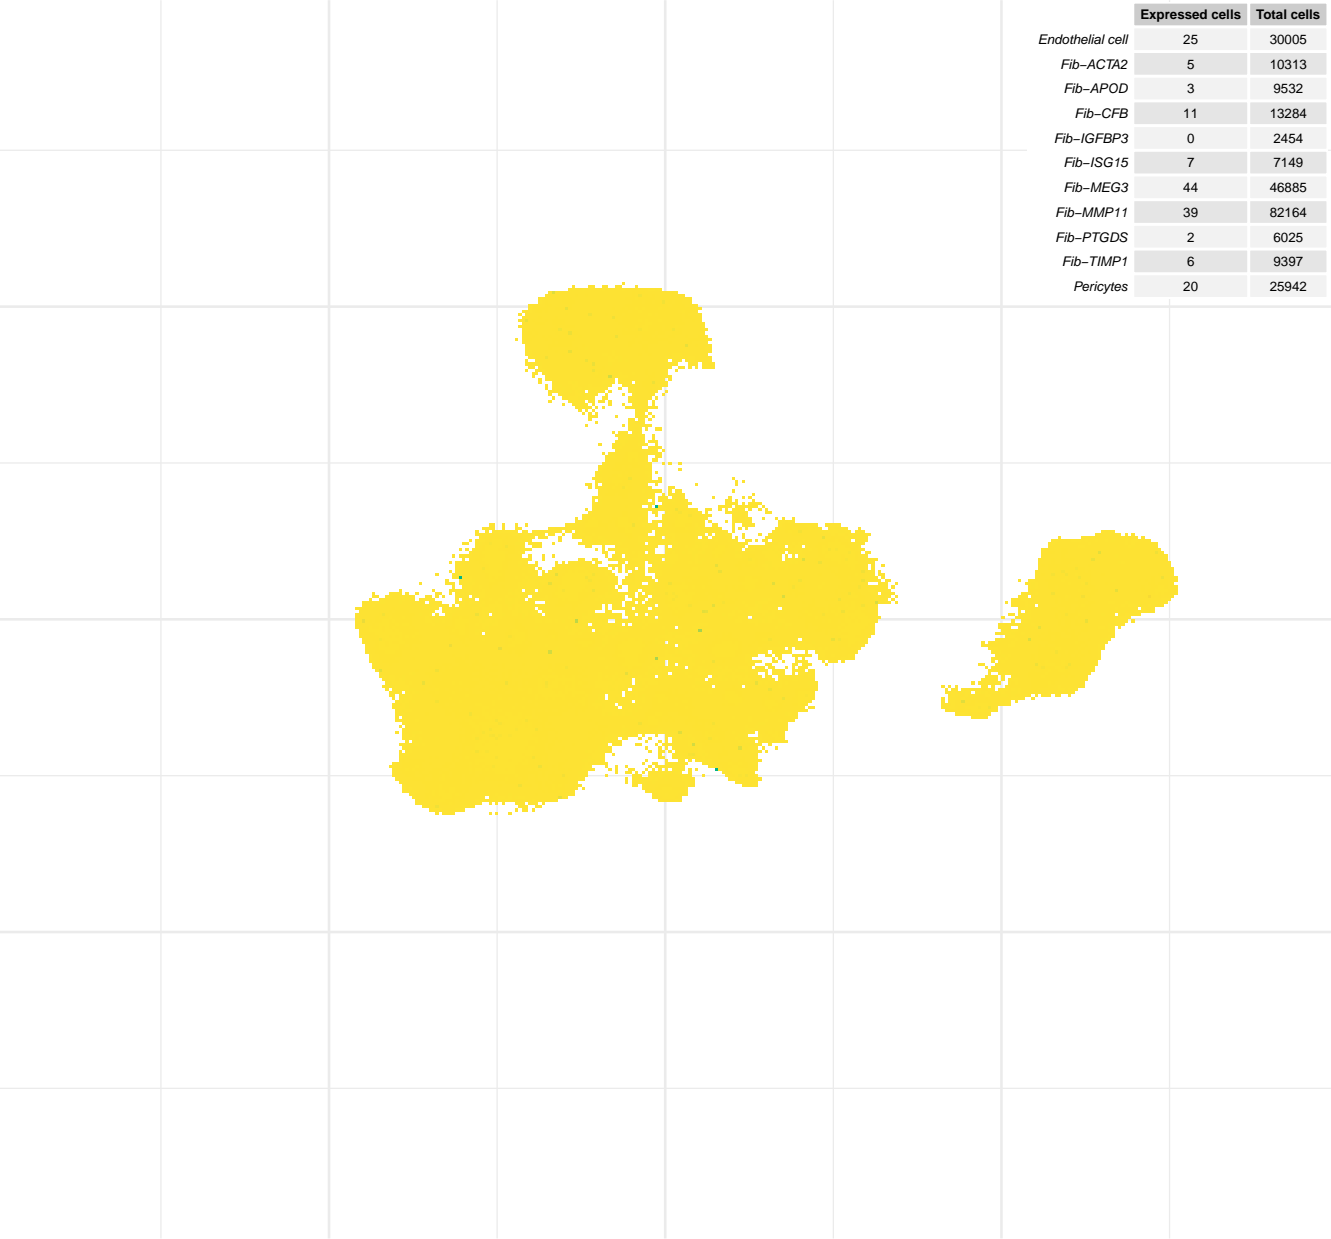 Expressed cells Total cells
Endothelial cell 25 30005
Fib−ACTA2 5 10313
Fib−APOD 3 9532
Fib−CFB 11 13284
Fib−IGFBP3 0 2454
Fib−ISG15 7 7149
Fib−MEG3 44 46885
Fib−MMP11 39 82164
Fib−PTGDS 2 6025
Fib−TIMP1 6 9397
Pericytes 20 25942